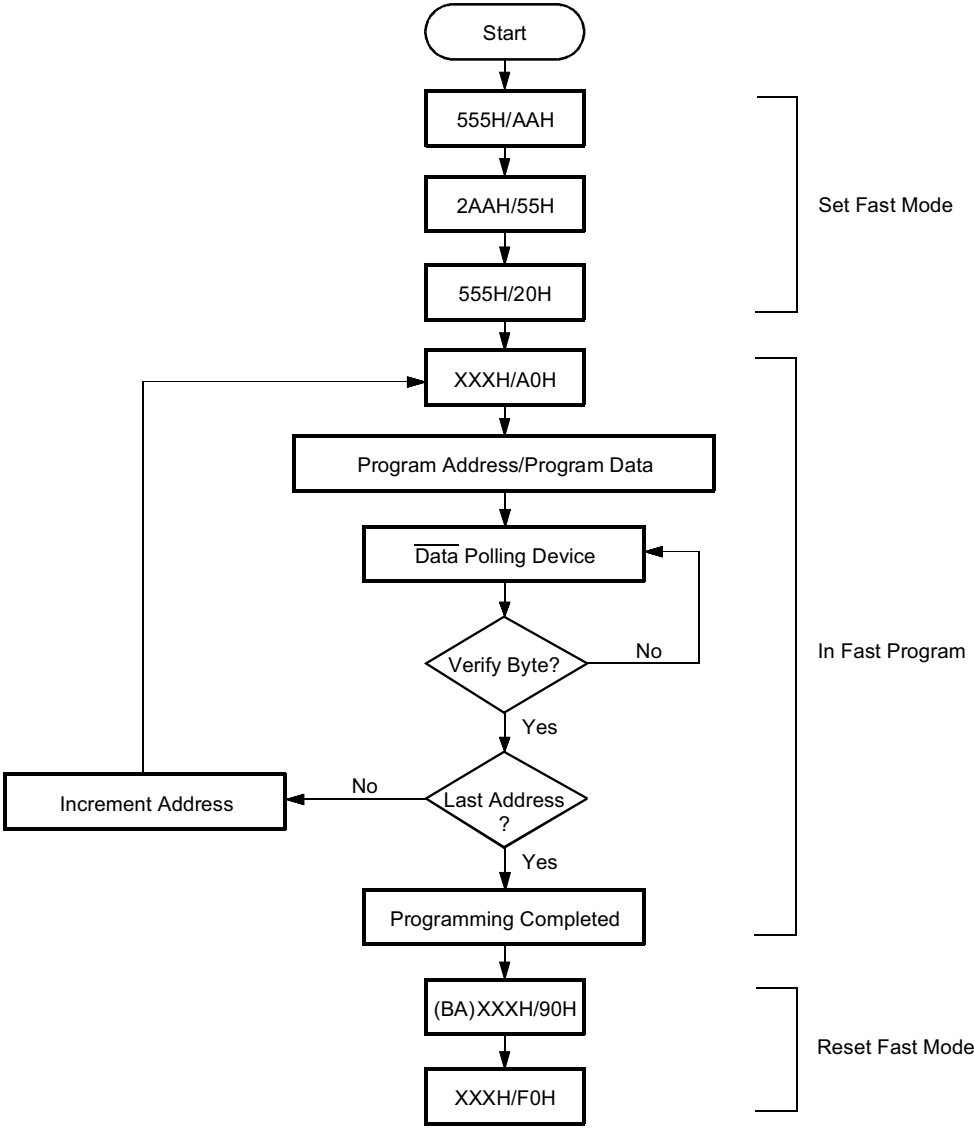 Start
555H/AAH
2AAH/55H
Set Fast Mode
555H/20H
XXXH/A0H
Program Address/Program Data
Data Polling Device
Verify Byte?
No
In Fast Program
Yes
Increment Address
No
Last Address
?
Yes
Programming Completed
(BA)XXXH/90H
Reset Fast Mode
XXXH/F0H